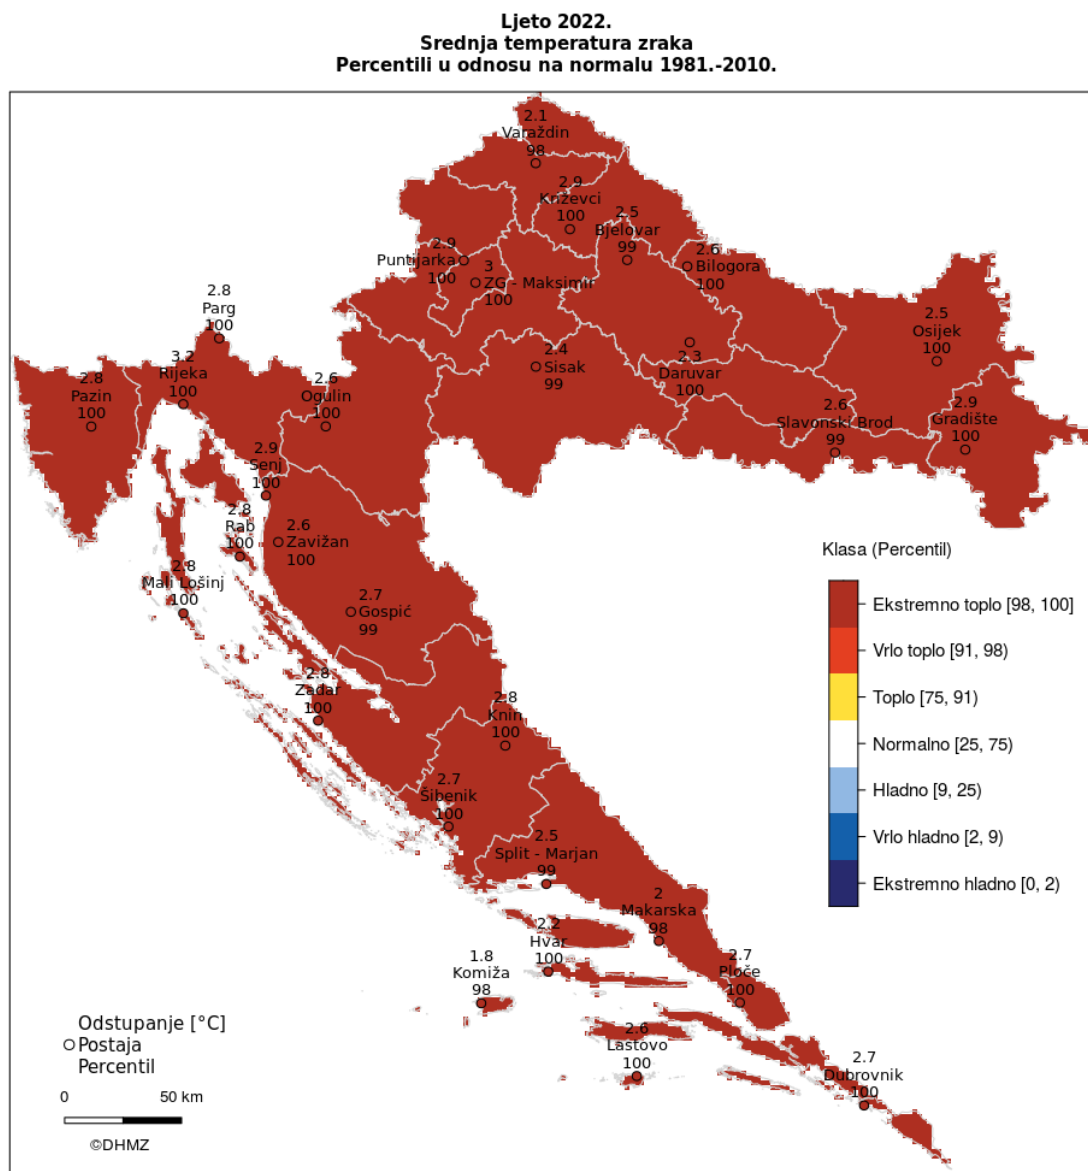 Ljeto 2022.
Srednja temperatura zraka
Percentili u odnosu na normalu 1981.-2010.
2.1
Varaždin
98
2.9
Križevci
100
2.5
Bjelovar
99
2.9
Puntijarka
100
3
ZG - Maksimir
100
2.6
Bilogora
100
2.8
Parg
100
2.5
Osijek
100
3.2
Rijeka
100
2.4
Sisak
99
2.3
Daruvar
100
2.8
Pazin
100
2.6
Ogulin
100
2.6
Slavonski Brod
99
2.9
Gradište
100
2.9
Senj
100
2.8
Rab
100
2.6
Zavižan
100
2.8
Mali Lošinj
100
2.7
Gospić
99
2.8
Zadar
100
2.8
Knin
100
2.7
Šibenik
100
2.5
Split - Marjan
99
2
Makarska
98
2.2
Hvar
100
1.8
Komiža
98
2.7
Ploče
100
2.6
Lastovo
100
2.7
Dubrovnik
100
Klasa (Percentil)
Ekstremno toplo [98, 100]
Vrlo toplo [91, 98)
Toplo [75, 91)
Normalno [25, 75)
Hladno [9, 25)
Vrlo hladno [2, 9)
Ekstremno hladno [0, 2)
Odstupanje [°C]
Postaja
Percentil
0 50 km
©DHMZ